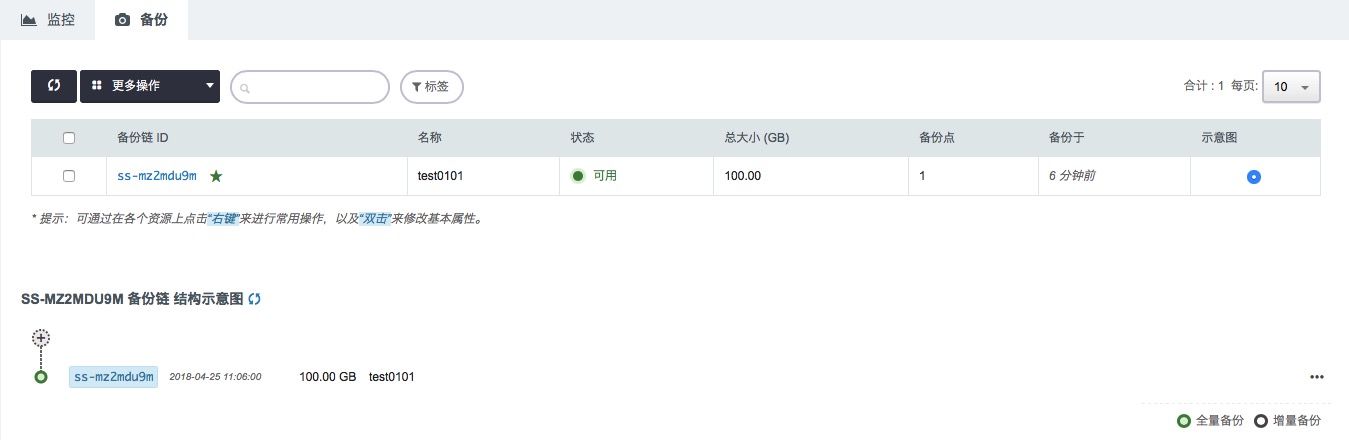 监控 备份
更多操作 标签 合计 : 1 每页: 10
备份链 ID 名称 状态 总大小 (GB) 备份点 备份于 示意图
ss-mz2mdu9m test0101 可用 100.00 1 6 分钟前
* 提示：可通过在各个资源上点击"右键"来进行常用操作，以及"双击"来修改基本属性。
SS-MZ2MDU9M 备份链 结构示意图
ss-mz2mdu9m 2018-04-25 11:06:00 100.00 GB test0101
全量备份 增量备份